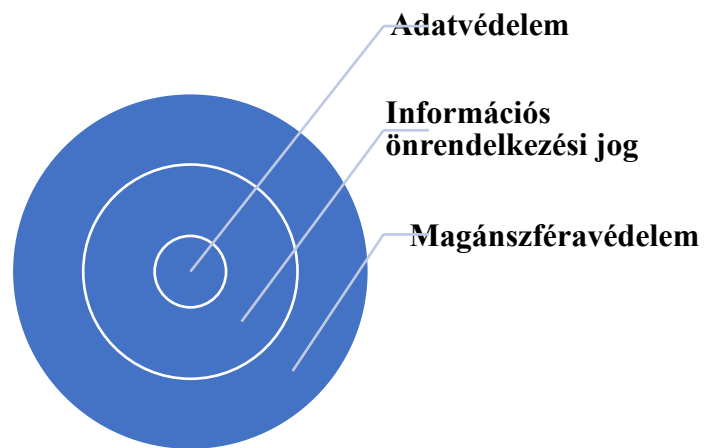 Adatvédelem
Információs
önrendelkezési jog
Magánszféravédelem